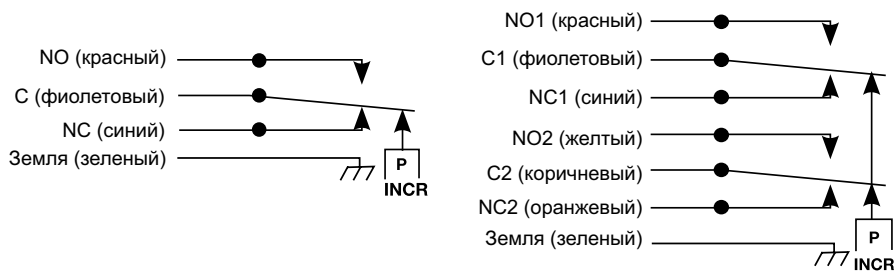 NO (красный)
C (фиолетовый)
NC (синий)
Земля (зеленый)
P
INCR
NO1 (красный)
C1 (фиолетовый)
NC1 (синий)
NO2 (желтый)
C2 (коричневый)
NC2 (оранжевый)
Земля (зеленый)
P
INCR